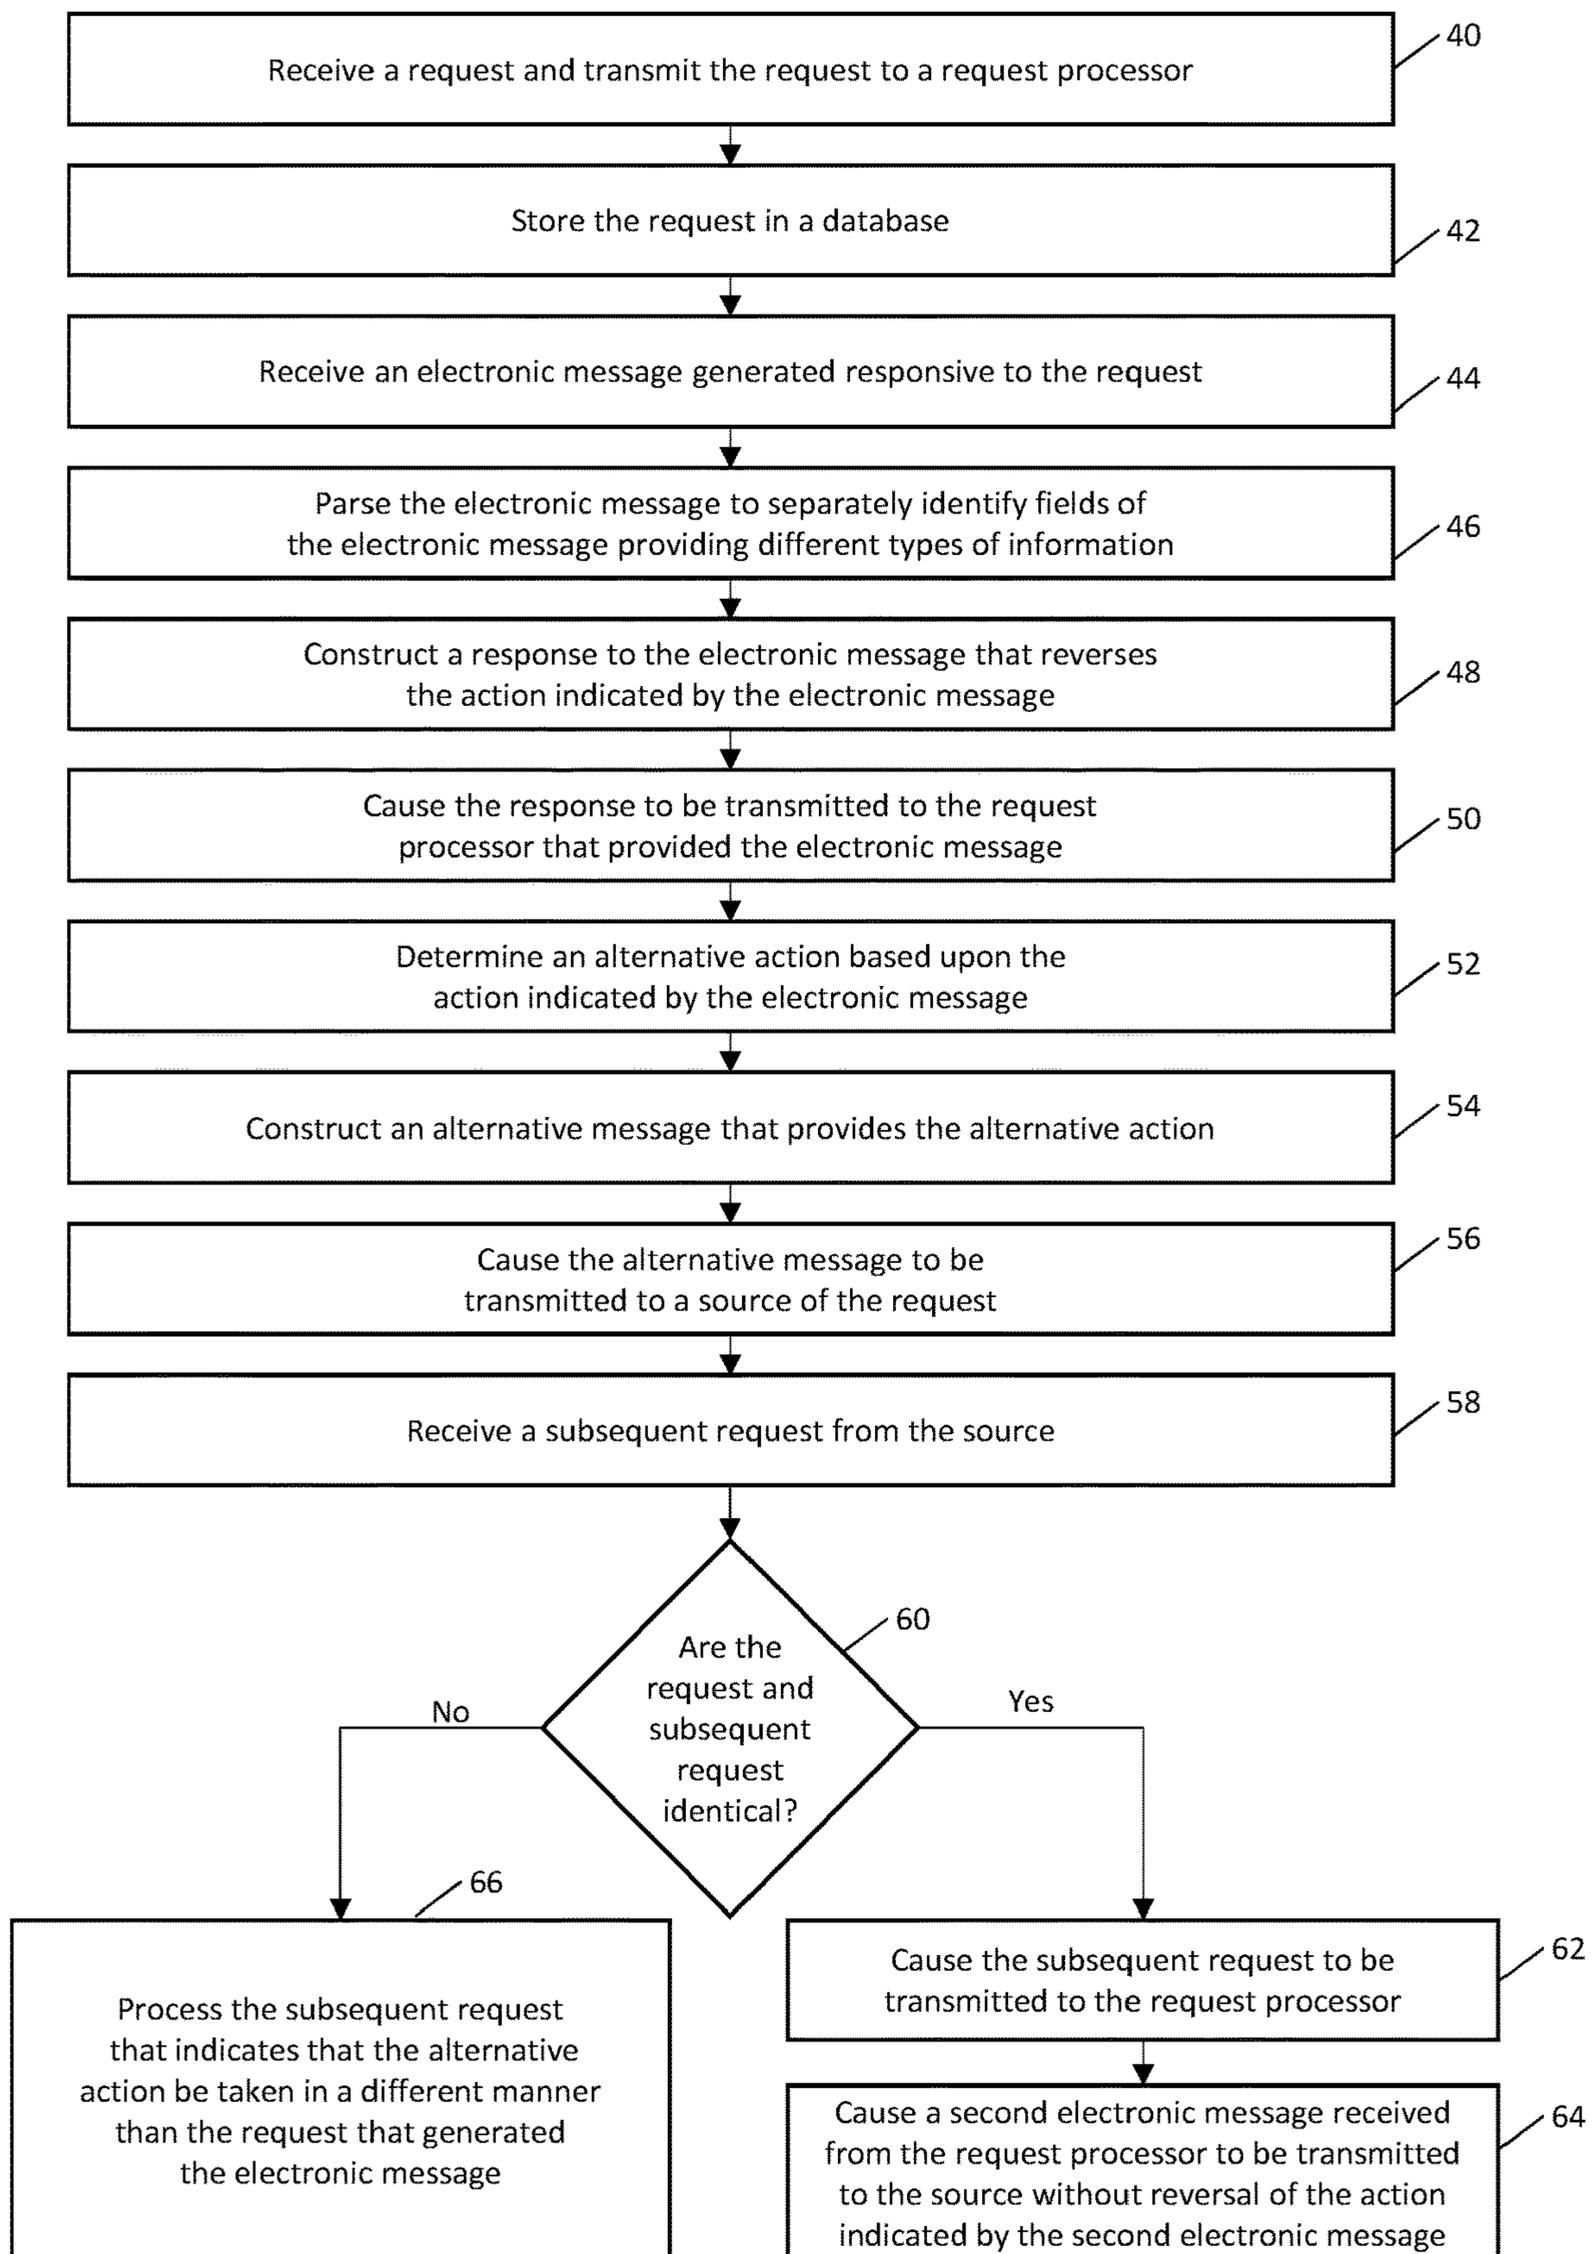 40
Receive a request and transmit the request to a request processor
Store the request in a database
42
Receive an electronic message generated responsive to the request
44
Parse the electronic message to separately identify fields of
the electronic message providing different types of information
46
Construct a response to the electronic message that reverses
the action indicated by the electronic message
48
Cause the response to be transmitted to the request
processor that provided the electronic message
50
Determine an alternative action based upon the
action indicated by the electronic message
52
Construct an alternative message that provides the alternative action
54
Cause the alternative message to be
transmitted to a source of the request
56
Receive a subsequent request from the source
58
60
Are the
request and
subsequent
request
identical?
No
Yes
66
Process the subsequent request
that indicates that the alternative
action be taken in a different manner
than the request that generated
the electronic message
Cause the subsequent request to be
transmitted to the request processor
62
Cause a second electronic message received
from the request processor to be transmitted
to the source without reversal of the action
indicated by the second electronic message
64